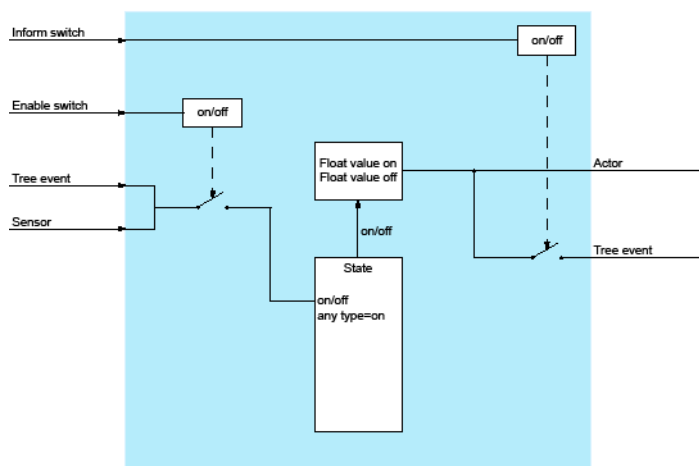 Inform switch
on/off
Enable switch
on/off
Tree event
Sensor
Float value on
Float value off
Actor
on/off
Tree event
State
on/off
any type=on